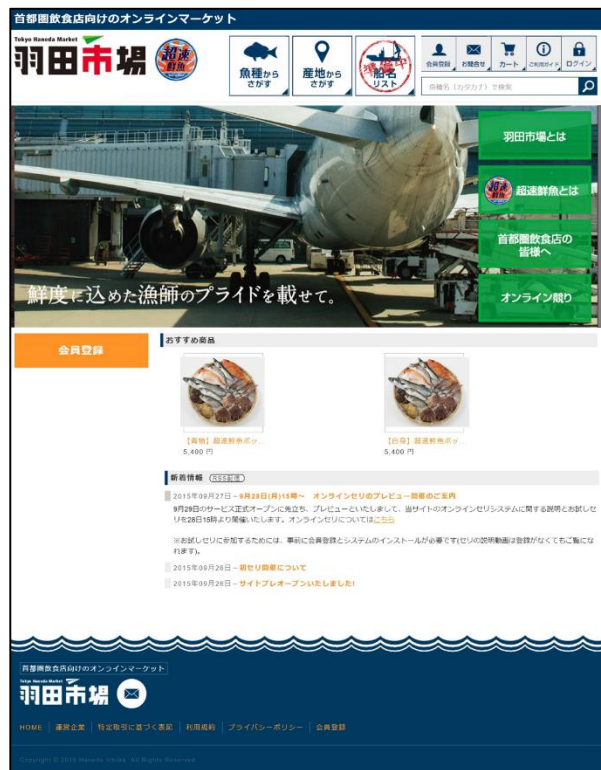 首都圏飲食店向けのオンラインマーケット
Tokyo Haneda Market
羽田市場
超速鮮魚
魚種から
さがす
産地から
さがす
船名
リスト
準備中
会員登録
お問合せ
カート
ご利用ガイド
ログイン
魚種名（カタカナ）で検索
羽田市場とは
超速鮮魚
超速鮮魚とは
首都圏飲食店の
皆様へ
オンライン競り
鮮度に込めた漁師のプライドを載せて。
会員登録
おすすめ商品
【青物】超速鮮魚ボッ...
5,400 円
【白身】超速鮮魚ボッ...
5,400 円
新着情報 (RSS配信)
2015年09月27日 – 9月28日(月)15時～ オンラインセリのプレビュー開催のご案内
9月29日のサービス正式オープンに先立ち、プレビューといたしまして、当サイトのオンラインセリシステムに関する説明とお試しセ
リを28日15時より開催いたします。オンラインセリについてはこちら
※お試しセリに参加するためには、事前に会員登録とシステムのインストールが必要です(セリの説明動画は登録がなくてもご覧にな
れます)。
2015年09月26日 – 初セリ開催について
2015年09月26日 – サイトプレオープンいたしました!
首都圏飲食店向けのオンラインマーケット
Tokyo Haneda Market
羽田市場
HOME | 運営企業 | 特定取引に基づく表記 | 利用規約 | プライバシーポリシー | 会員登録
Copyright © 2015 Haneda Ichiba. All Rights Reserved.